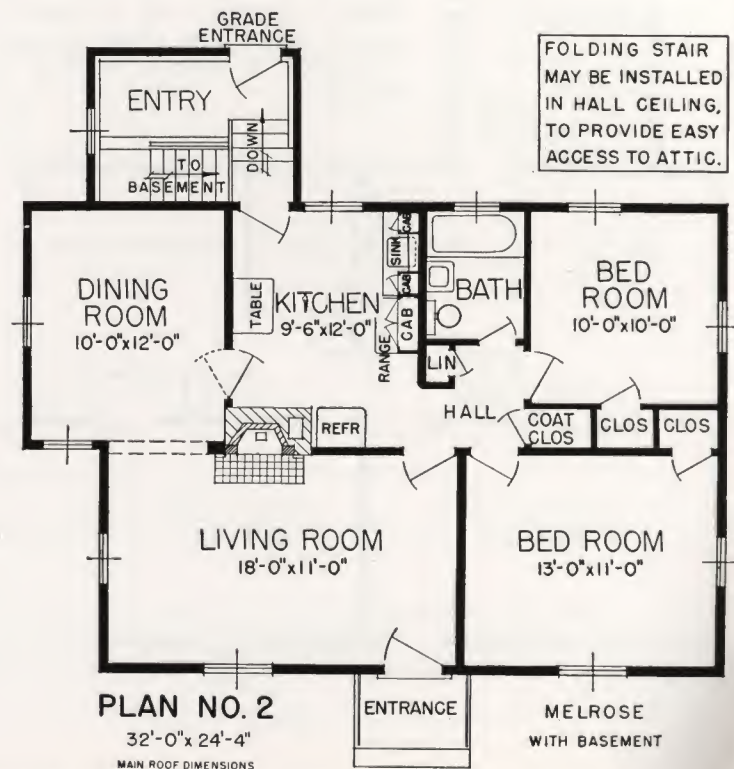 GRADE
ENTRANCE
FOLDING STAIR
MAY BE INSTALLED
IN HALL CEILING,
TO PROVIDE EASY
ACCESS TO ATTIC.
ENTRY
DOWN
TO
BASEMENT
DINING
ROOM
10'-0"x12'-0"
TABLE
KITCHEN
9'-6"x12'-0"
CAB
SINK
CAB
CAB
RANGE
BATH
BED
ROOM
10'-0"x10'-0"
LIN
HALL
REFR
COAT
CLOS
CLOS
CLOS
LIVING ROOM
18'-0"x11'-0"
BED ROOM
13'-0"x11'-0"
PLAN NO. 2
32'-0"x 24'-4"
MAIN ROOF DIMENSIONS
ENTRANCE
MELROSE
WITH BASEMENT